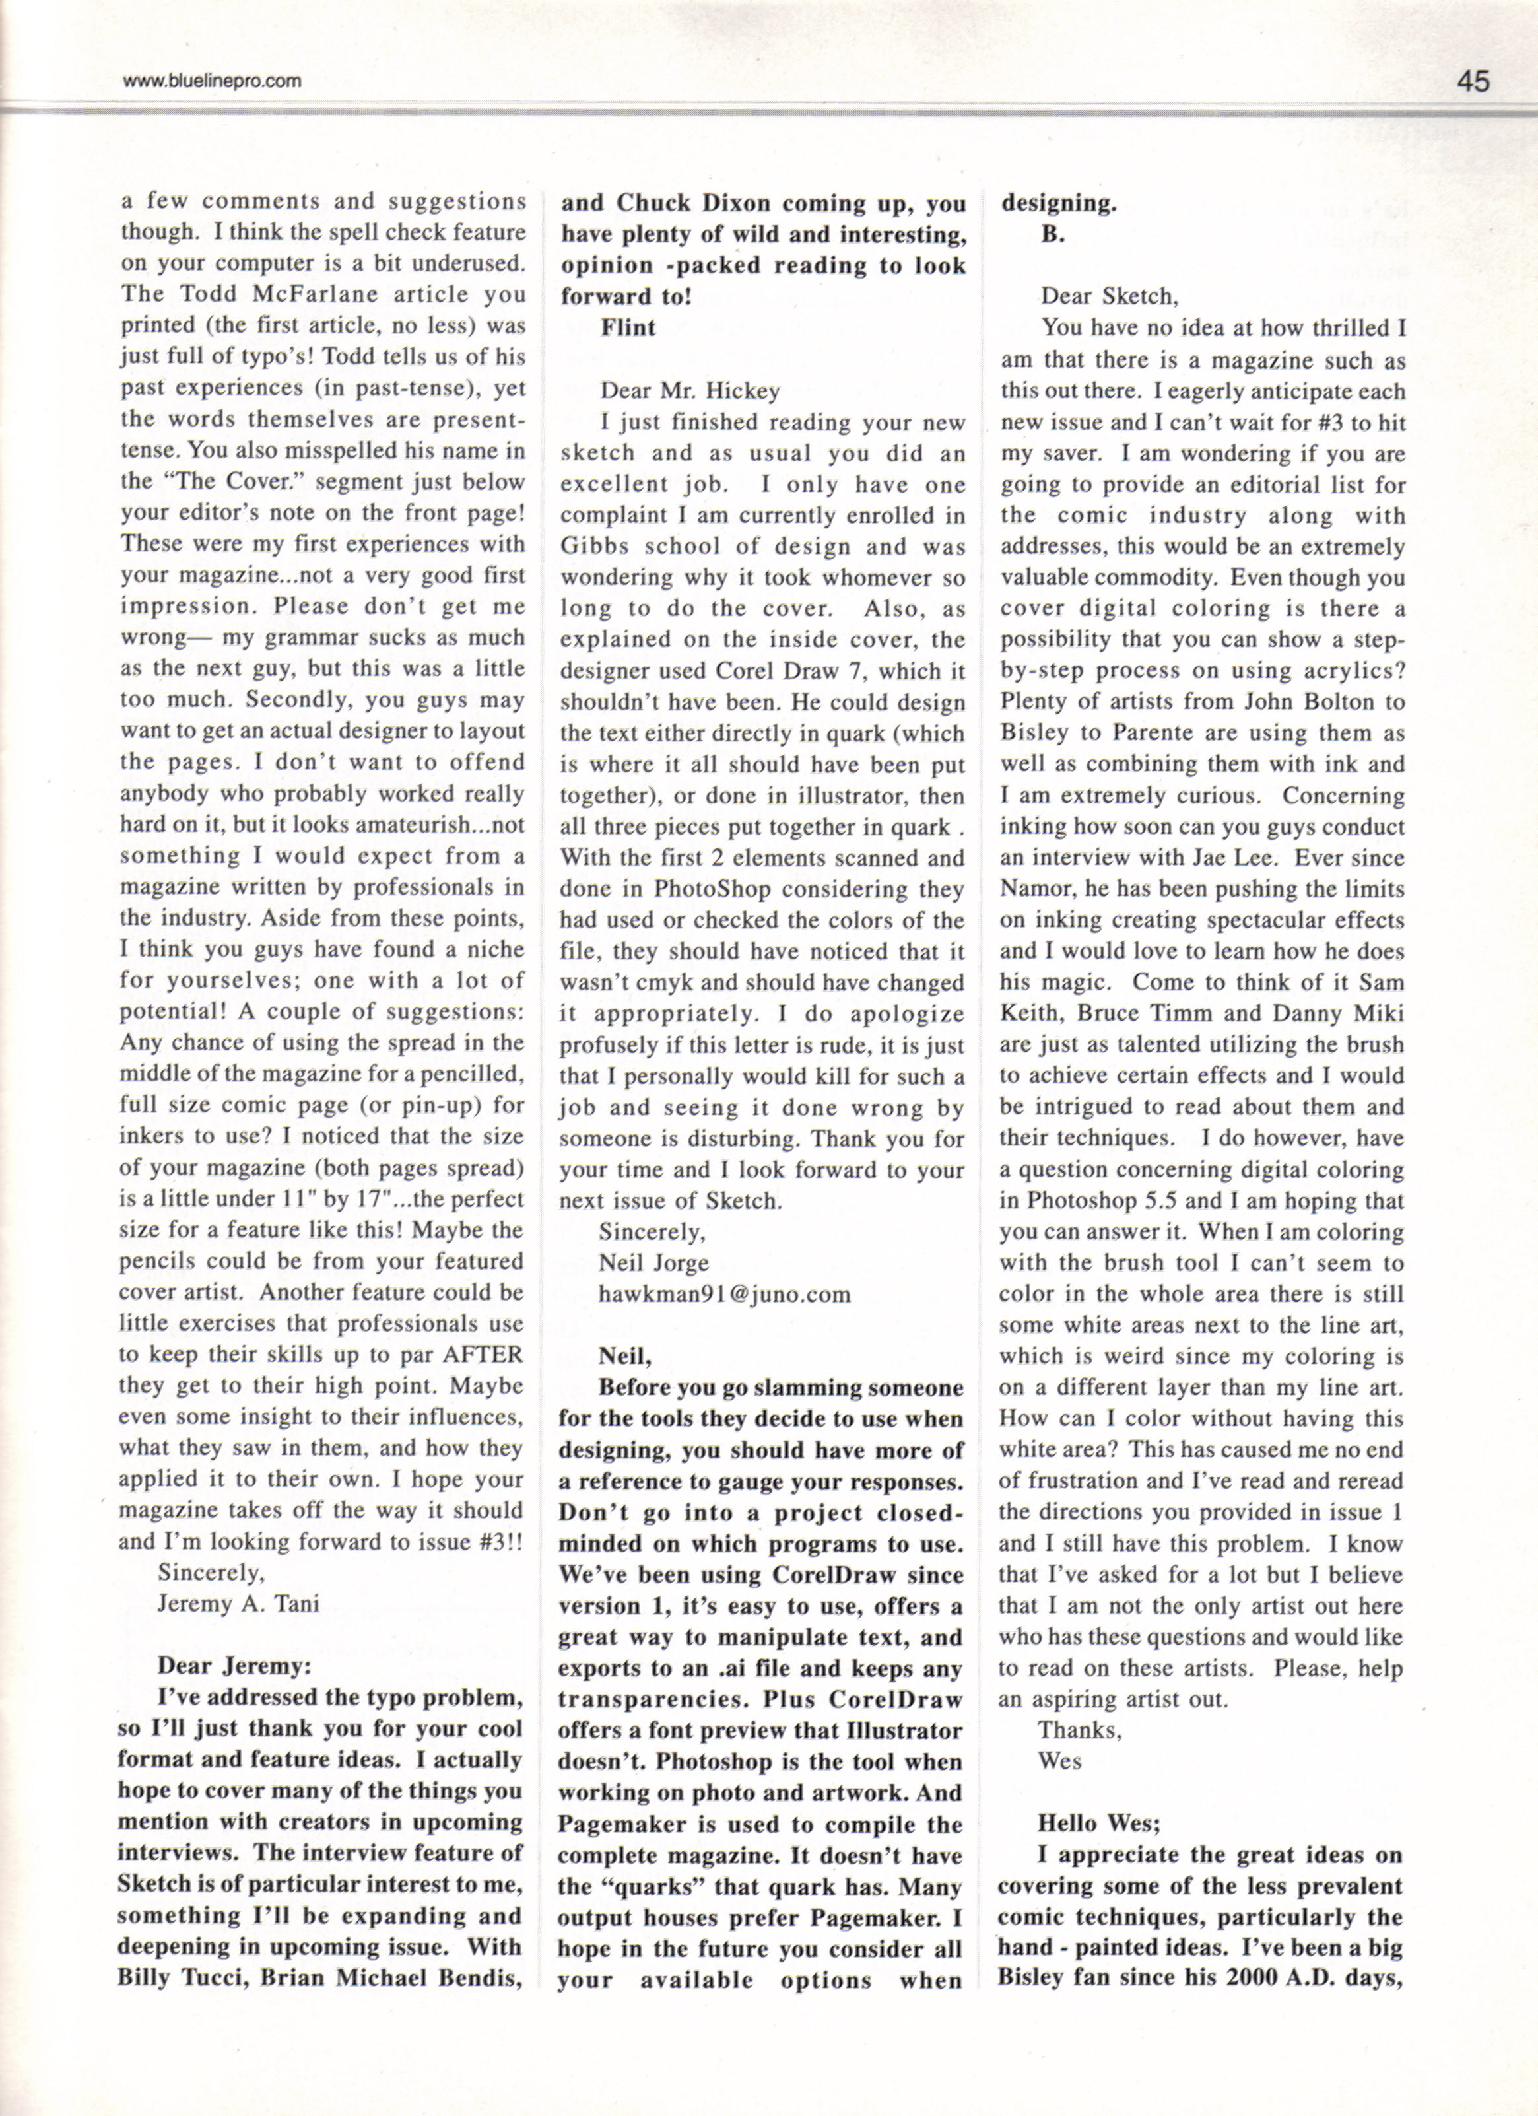 www.bluelinepro.com
45
a few comments and suggestions
though. I think the spell check feature
on your computer is a bit underused.
The Todd McFarlane article you
printed (the first article, no less) was
just full of typo's! Todd tells us of his
past experiences (in past-tense), yet
the words themselves are present-
tense. You also misspelled his name in
the “The Cover.” segment just below
your editor's note on the front page!
These were my first experiences with
your magazine...not a very good first
impression. Please don't get me
wrong— my grammar sucks as much
as the next guy, but this was a little
too much. Secondly, you guys may
want to get an actual designer to layout
the pages. I don't want to offend
anybody who probably worked really
hard on it, but it looks amateurish...not
something I would expect from a
magazine written by professionals in
the industry. Aside from these points,
I think you guys have found a niche
for yourselves; one with a lot of
potential! A couple of suggestions:
Any chance of using the spread in the
middle of the magazine for a pencilled,
full size comic page (or pin-up) for
inkers to use? I noticed that the size
of your magazine (both pages spread)
is a little under 11" by 17"...the perfect
size for a feature like this! Maybe the
pencils could be from your featured
cover artist. Another feature could be
little exercises that professionals use
to keep their skills up to par AFTER
they get to their high point. Maybe
even some insight to their influences,
what they saw in them, and how they
applied it to their own. I hope your
magazine takes off the way it should
and I'm looking forward to issue #3!!
Sincerely,
Jeremy A. Tani
Dear Jeremy:
I've addressed the typo problem,
so I'll just thank you for your cool
format and feature ideas. I actually
hope to cover many of the things you
mention with creators in upcoming
interviews. The interview feature of
Sketch is of particular interest to me,
something I'll be expanding and
deepening in upcoming issue. With
Billy Tucci, Brian Michael Bendis,
and Chuck Dixon coming up, you
have plenty of wild and interesting,
opinion -packed reading to look
forward to!
Flint
Dear Mr. Hickey
I just finished reading your new
sketch and as usual you did an
excellent job. I only have one
complaint I am currently enrolled in
Gibbs school of design and was
wondering why it took whomever so
long to do the cover. Also, as
explained on the inside cover, the
designer used Corel Draw 7, which it
shouldn't have been. He could design
the text either directly in quark (which
is where it all should have been put
together), or done in illustrator, then
all three pieces put together in quark .
With the first 2 elements scanned and
done in PhotoShop considering they
had used or checked the colors of the
file, they should have noticed that it
wasn't cmyk and should have changed
it appropriately. I do apologize
profusely if this letter is rude, it is just
that I personally would kill for such a
job and seeing it done wrong by
someone is disturbing. Thank you for
your time and I look forward to your
next issue of Sketch.
Sincerely,
Neil Jorge
hawkman91@juno.com
Neil,
Before you go slamming someone
for the tools they decide to use when
designing, you should have more of
a reference to gauge your responses.
Don't go into a project closed-
minded on which programs to use.
We've been using CorelDraw since
version 1, it's easy to use, offers a
great way to manipulate text, and
exports to an .ai file and keeps any
transparencies. Plus CorelDraw
offers a font preview that Illustrator
doesn't. Photoshop is the tool when
working on photo and artwork. And
Pagemaker is used to compile the
complete magazine. It doesn't have
the “quarks” that quark has. Many
output houses prefer Pagemaker. I
hope in the future you consider all
your available options when
designing.
B.
Dear Sketch,
You have no idea at how thrilled I
am that there is a magazine such as
this out there. I eagerly anticipate each
new issue and I can't wait for #3 to hit
my saver. I am wondering if you are
going to provide an editorial list for
the comic industry along with
addresses, this would be an extremely
valuable commodity. Even though you
cover digital coloring is there a
possibility that you can show a step-
by-step process on using acrylics?
Plenty of artists from John Bolton to
Bisley to Parente are using them as
well as combining them with ink and
I am extremely curious. Concerning
inking how soon can you guys conduct
an interview with Jae Lee. Ever since
Namor, he has been pushing the limits
on inking creating spectacular effects
and I would love to learn how he does
his magic. Come to think of it Sam
Keith, Bruce Timm and Danny Miki
are just as talented utilizing the brush
to achieve certain effects and I would
be intrigued to read about them and
their techniques. I do however, have
a question concerning digital coloring
in Photoshop 5.5 and I am hoping that
you can answer it. When I am coloring
with the brush tool I can't seem to
color in the whole area there is still
some white areas next to the line art,
which is weird since my coloring is
on a different layer than my line art.
How can I color without having this
white area? This has caused me no end
of frustration and I've read and reread
the directions you provided in issue 1
and I still have this problem. I know
that I've asked for a lot but I believe
that I am not the only artist out here
who has these questions and would like
to read on these artists. Please, help
an aspiring artist out.
Thanks,
Wes
Hello Wes;
I appreciate the great ideas on
covering some of the less prevalent
comic techniques, particularly the
hand - painted ideas. I've been a big
Bisley fan since his 2000 A.D. days,